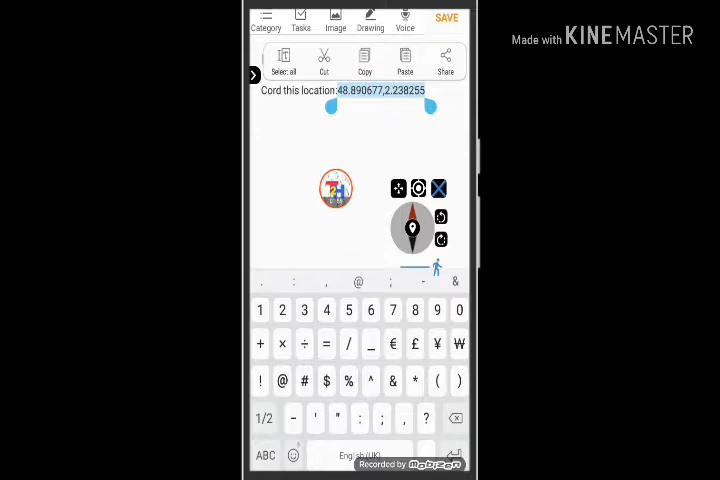 Category Tasks Image Drawing Voice SAVE
Made with KINEMASTER
Select all Cut Copy Paste Share
Cord this location:48.890677,2.238255
T2H
. : , @ ; - &
1 2 3 4 5 6 7 8 9 0
+ × ÷ = / _ € £ ¥ ₩
! @ # $ % ^ & * ( )
1/2 - ' " : ; , ?
ABC English (UK)
Recorded by MOBIZEN